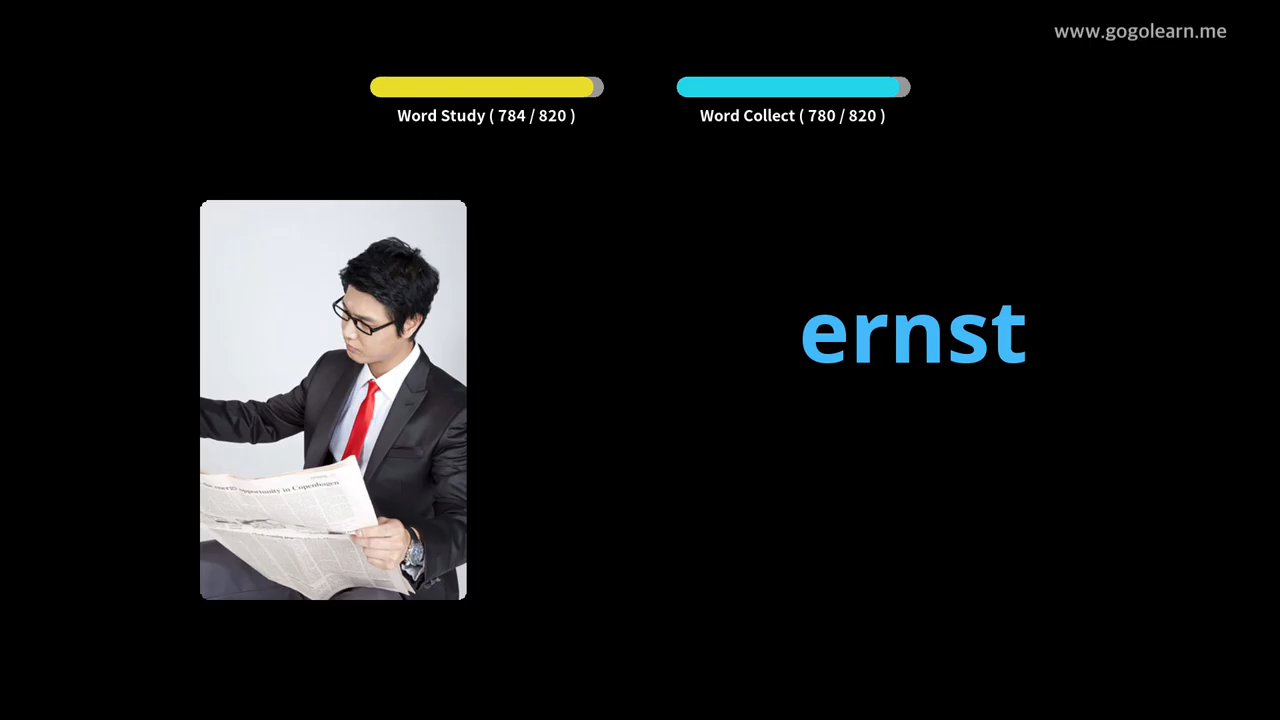 www.gogolearn.me
Word Study ( 784 / 820 )
Word Collect ( 780 / 820 )
ernst
opportunity in Copenhagen